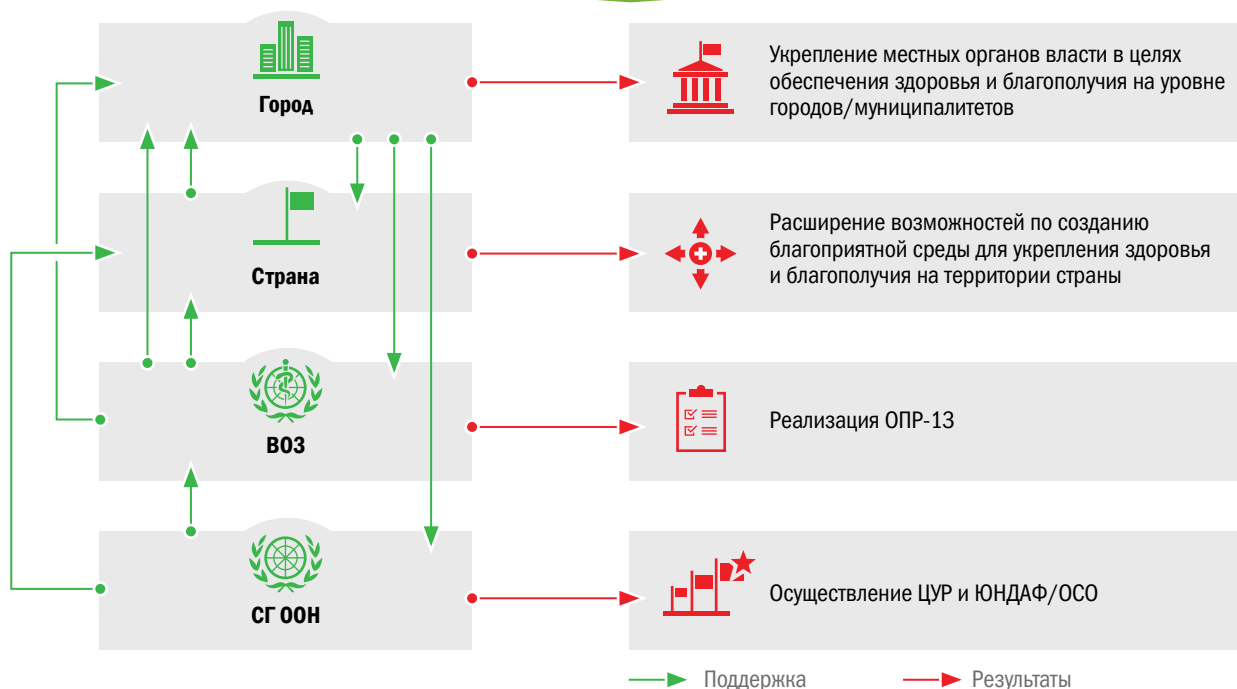 Город
Укрепление местных органов власти в целях
обеспечения здоровья и благополучия на уровне
городов/муниципалитетов
Страна
Расширение возможностей по созданию
благоприятной среды для укрепления здоровья
и благополучия на территории страны
ВОЗ
Реализация ОПР-13
СГ ООН
Осуществление ЦУР и ЮНДАФ/ОСО
Поддержка
Результаты